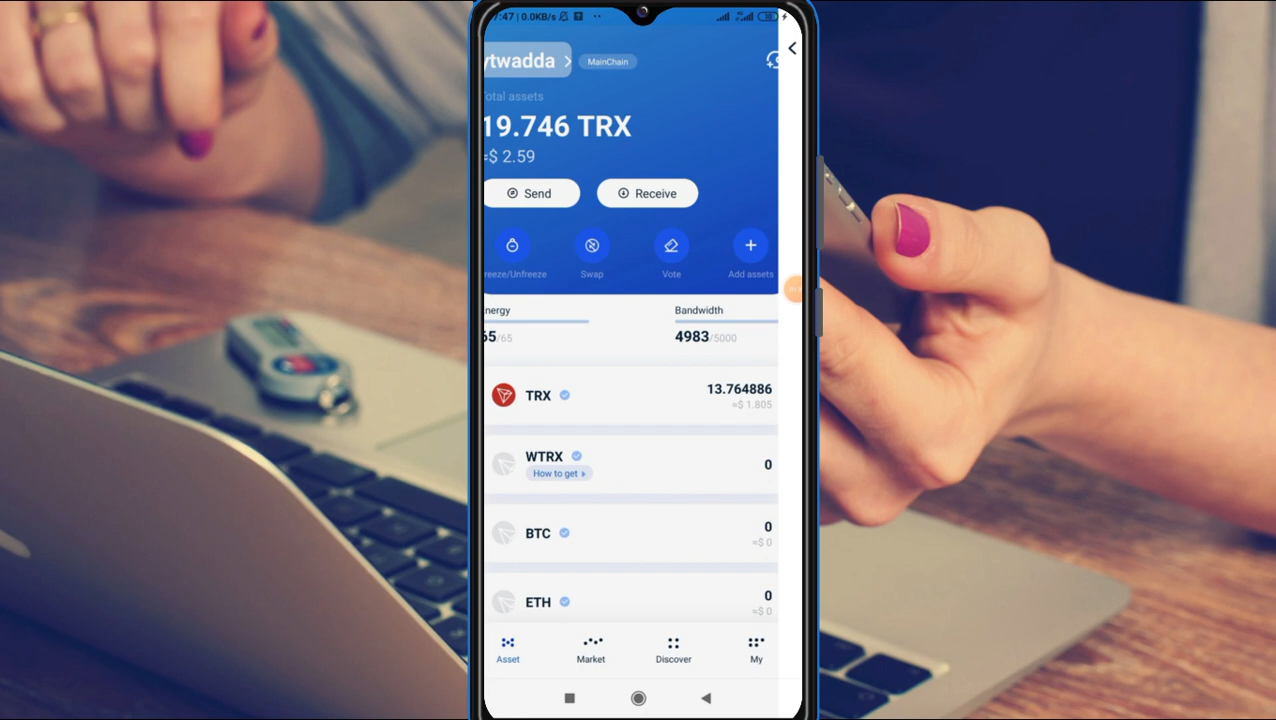 7:47 | 0.0KB/s
ytwadda > MainChain
Total assets
19.746 TRX
≈$ 2.59
Send Receive
reeze/Unfreeze Swap Vote Add assets
nergy Bandwidth
65/65 4983/5000
TRX 13.764886
≈$ 1.805
WTRX 0
How to get
BTC 0
≈$ 0
ETH 0
≈$ 0
Asset Market Discover My